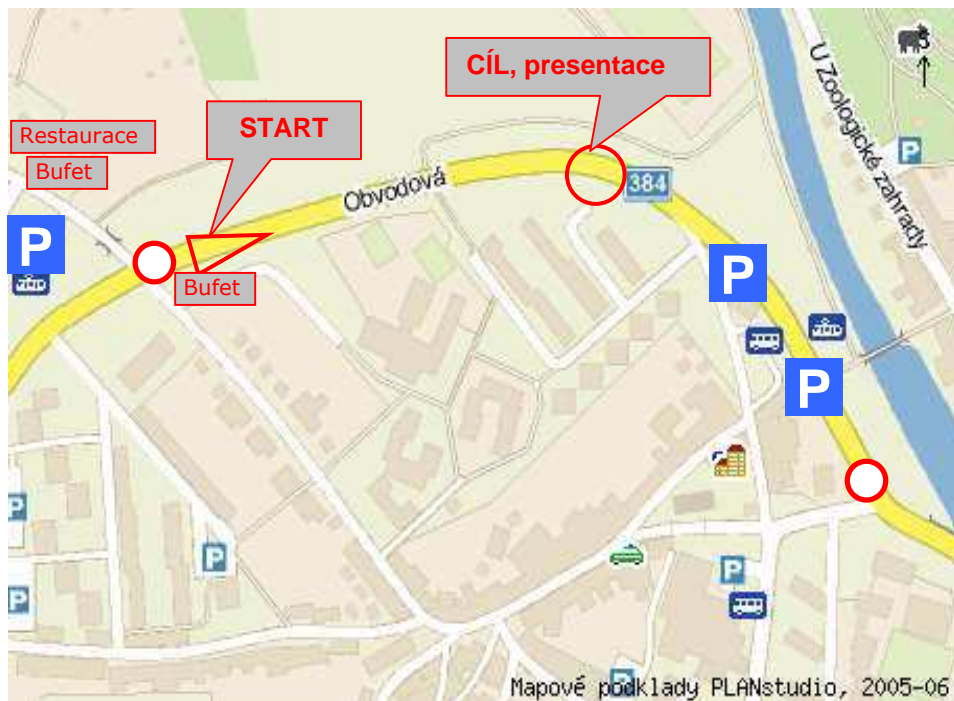 CÍL, presentace
START
Restaurace
Bufet
Obvodová
384
U Zoologické zahrady
P
P
P
P
Bufet
P
P
P
P
P
Mapové podklady PLANstudio, 2005-06